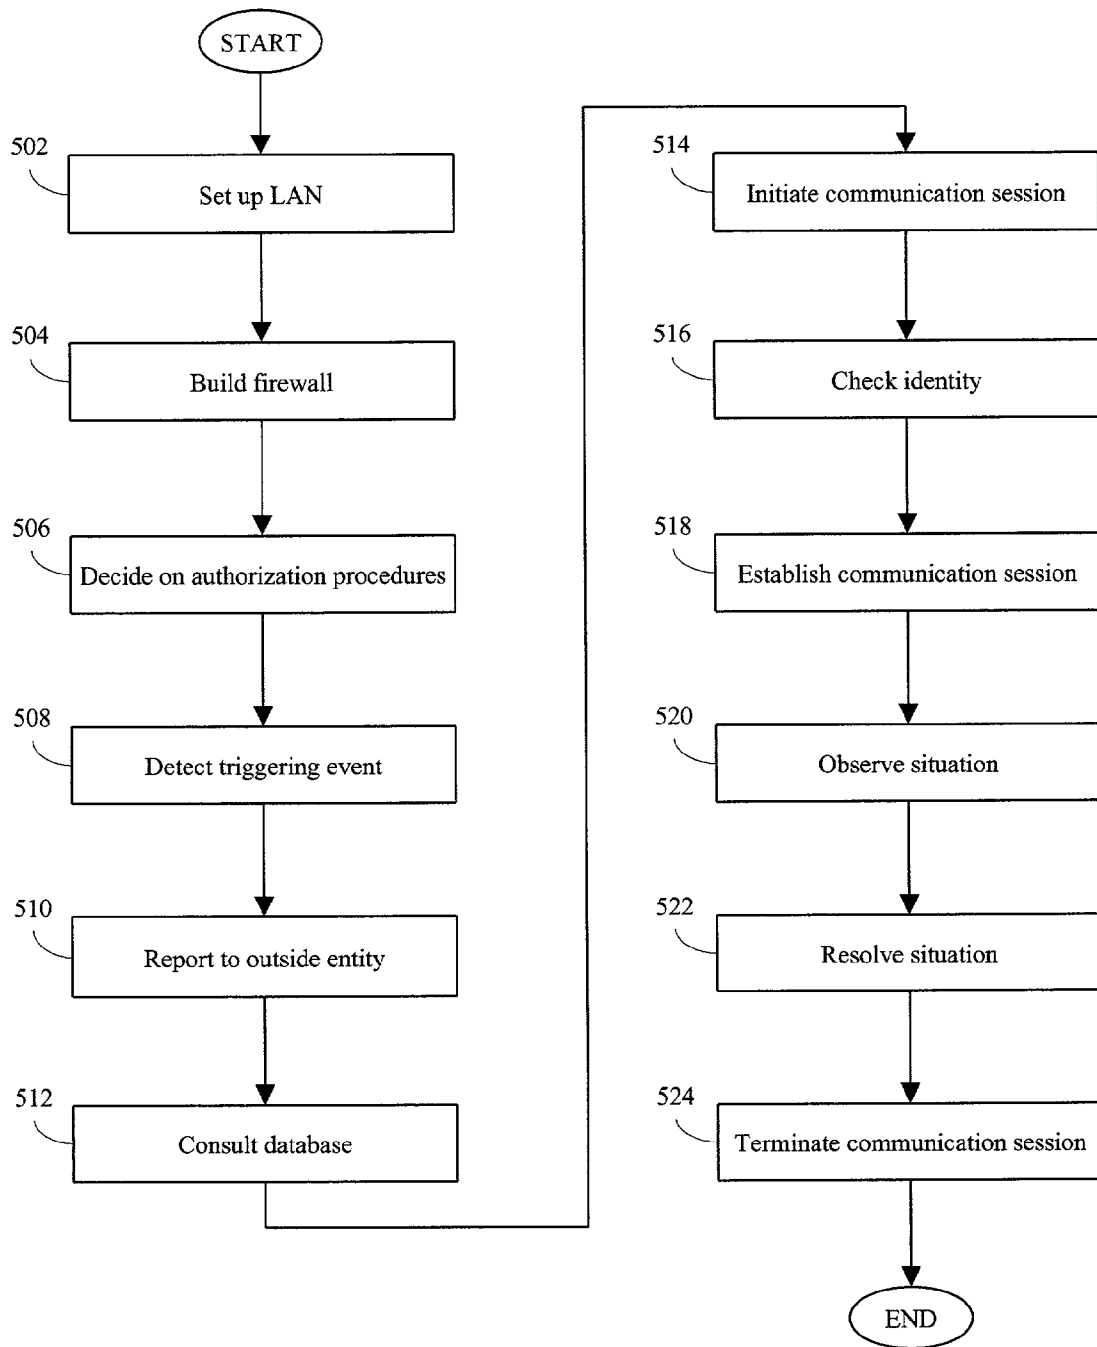 START
502
Set up LAN
504
Build firewall
506
Decide on authorization procedures
508
Detect triggering event
510
Report to outside entity
512
Consult database
514
Initiate communication session
516
Check identity
518
Establish communication session
520
Observe situation
522
Resolve situation
524
Terminate communication session
END